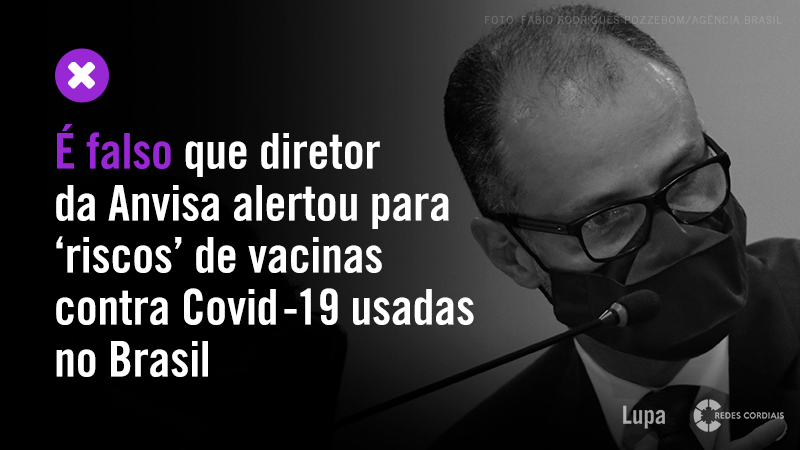 FOTO: FABIO RODRIGUES POZZEBOM/AGÊNCIA BRASIL
É falso que diretor
da Anvisa alertou para
‘riscos’ de vacinas
contra Covid-19 usadas
no Brasil
Lupa
REDES CORDIAIS